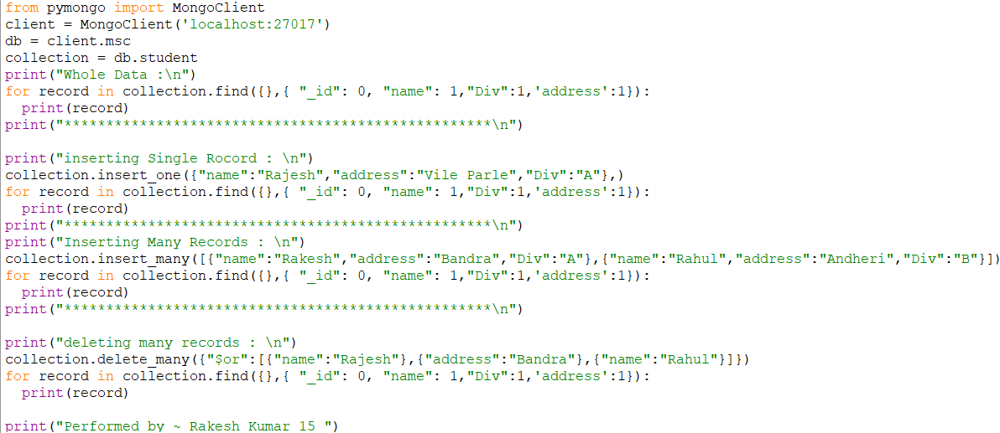 from pymongo import MongoClient
client = MongoClient('localhost:27017')
db = client.msc
collection = db.student
print("Whole Data :\n")
for record in collection.find({},{ "_id": 0, "name": 1,"Div":1,'address':1}):
  print(record)
print("***************************************************\n")

print("inserting Single Rocord : \n")
collection.insert_one({"name":"Rajesh","address":"Vile Parle","Div":"A"},)
for record in collection.find({},{ "_id": 0, "name": 1,"Div":1,'address':1}):
  print(record)
print("***************************************************\n")
print("Inserting Many Records : \n")
collection.insert_many([{"name":"Rakesh","address":"Bandra","Div":"A"},{"name":"Rahul","address":"Andheri","Div":"B"}])
for record in collection.find({},{ "_id": 0, "name": 1,"Div":1,'address':1}):
  print(record)
print("***************************************************\n")

print("deleting many records : \n")
collection.delete_many({"$or":[{"name":"Rajesh"},{"address":"Bandra"},{"name":"Rahul"}]})
for record in collection.find({},{ "_id": 0, "name": 1,"Div":1,'address':1}):
  print(record)

print("Performed by ~ Rakesh Kumar 15 ")